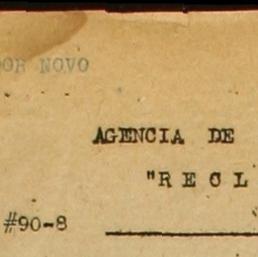 OR NOVO
AGENCIA DE
"R E C L
#90-8